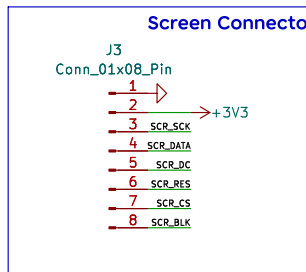 Screen Connecto
J3
Conn_01x08_Pin
1
2 +3V3
3 SCR_SCK
4 SCR_DATA
5 SCR_DC
6 SCR_RES
7 SCR_CS
8 SCR_BLK